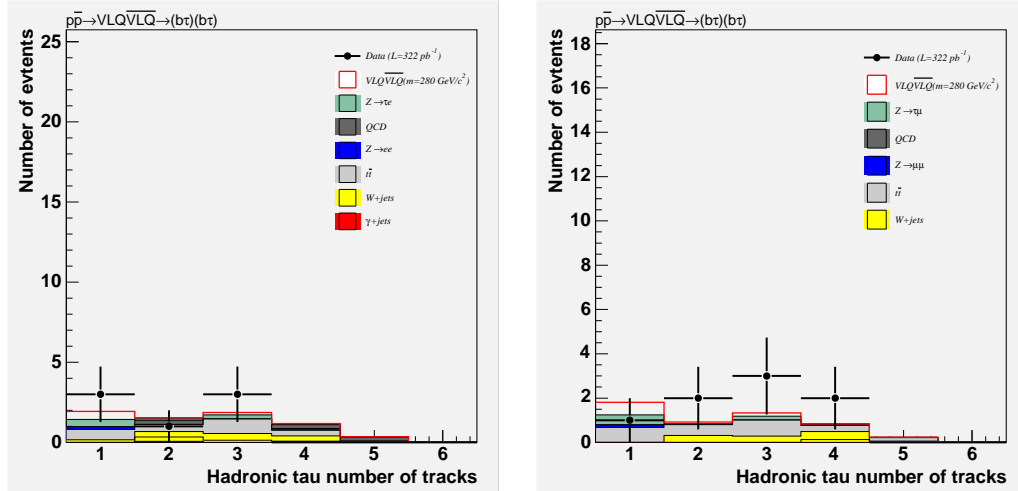 pp̅→VLQV̅L̅Q̅→(bτ)(bτ)
Number of evtents
25
20
15
10
5
0
Data (L=322 pb⁻¹)
VLQV̅L̅Q̅(m=280 GeV/c²)
Z→τe
QCD
Z→ee
tt̅
W+jets
γ+jets
1 2 3 4 5 6
Hadronic tau number of tracks
pp̅→VLQV̅L̅Q̅→(bτ)(bτ)
Number of evtents
18
16
14
12
10
8
6
4
2
0
Data (L=322 pb⁻¹)
VLQV̅L̅Q̅(m=280 GeV/c²)
Z→τμ
QCD
Z→μμ
tt̅
W+jets
1 2 3 4 5 6
Hadronic tau number of tracks